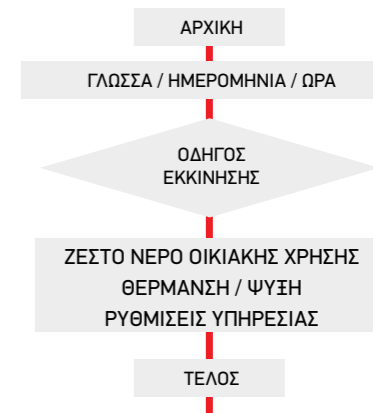 ΑΡΧΙΚΗ
ΓΛΩΣΣΑ / ΗΜΕΡΟΜΗΝΙΑ / ΩΡΑ
ΟΔΗΓΟΣ
ΕΚΚΙΝΗΣΗΣ
ΖΕΣΤΟ ΝΕΡΟ ΟΙΚΙΑΚΗΣ ΧΡΗΣΗΣ
ΘΕΡΜΑΝΣΗ / ΨΥΞΗ
ΡΥΘΜΙΣΕΙΣ ΥΠΗΡΕΣΙΑΣ
ΤΕΛΟΣ